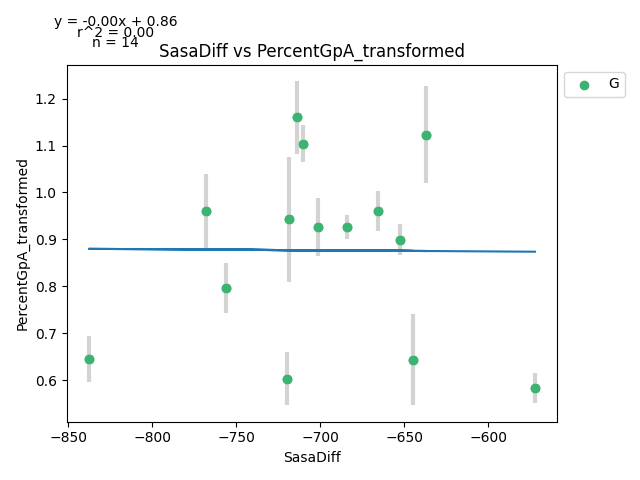 y = -0.00x + 0.86
r^2 = 0.00
n = 14
SasaDiff vs PercentGpA_transformed
G
1.2
1.1
1.0
0.9
0.8
0.7
0.6
PercentGpA_transformed
−850
−800
−750
−700
−650
−600
SasaDiff